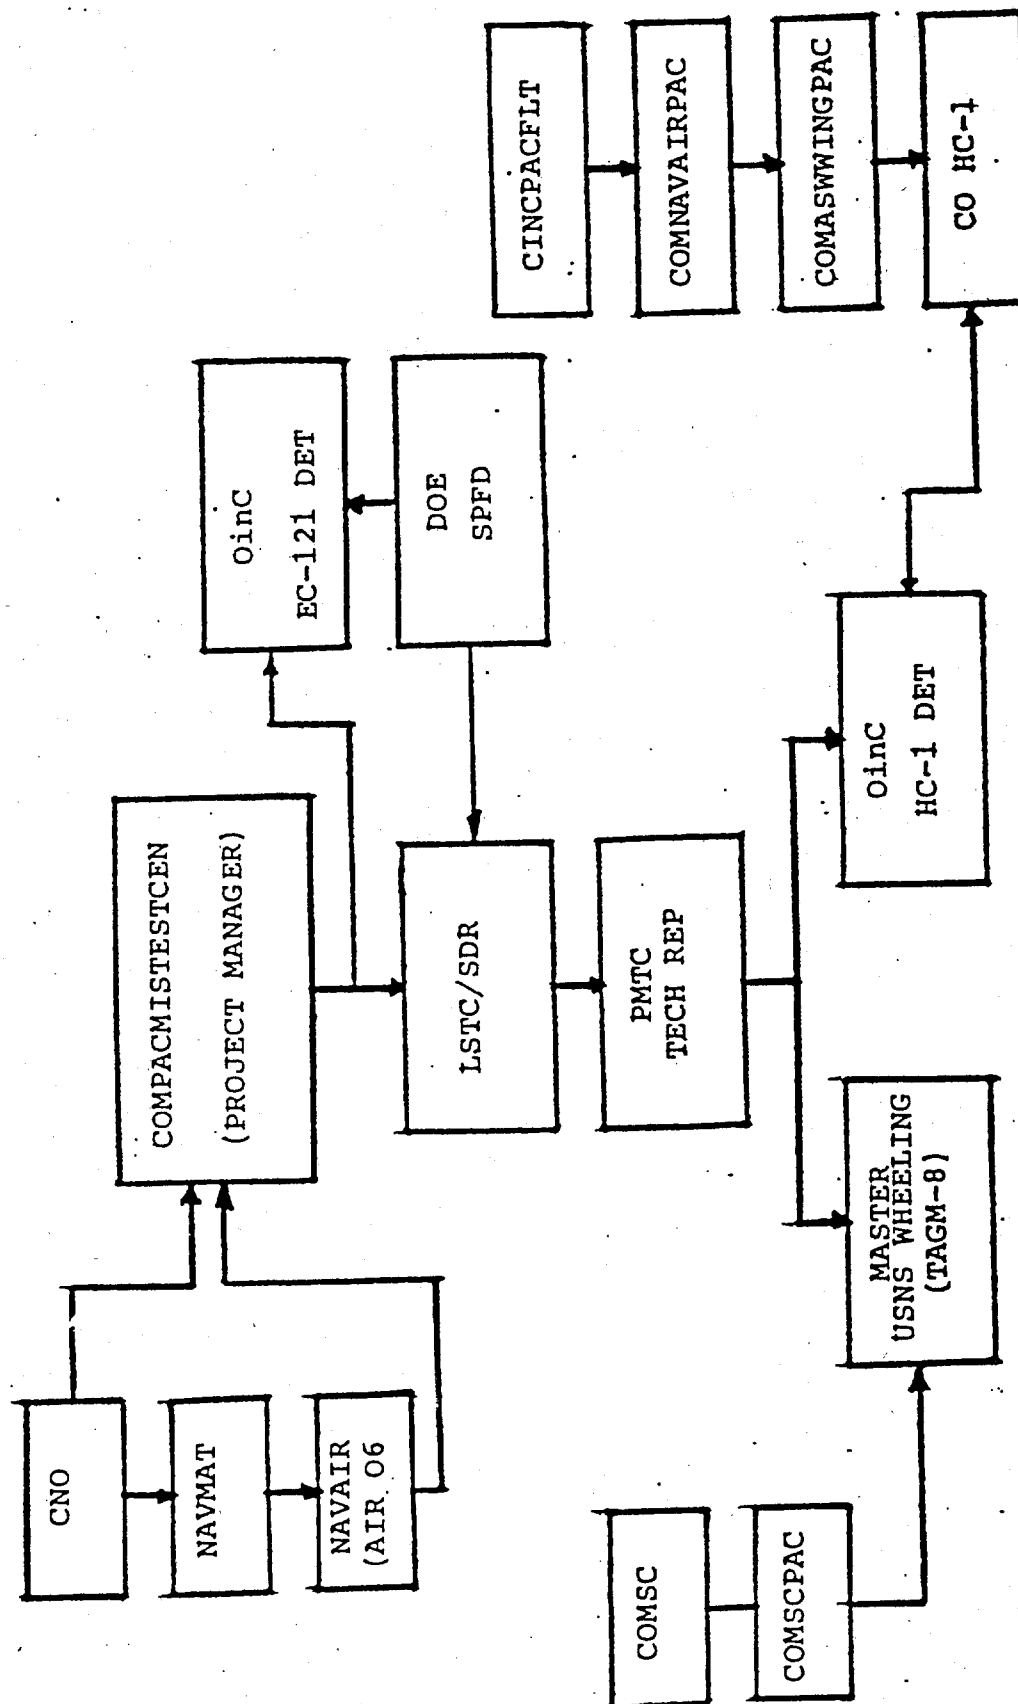 CNO
NAVMAT
NAVAIR
(AIR 06
COMPACMISTESTCEN
(PROJECT MANAGER)
OinC
EC-121 DET
DOE
SPFD
LSTC/SDR
PMTC
TECH REP
CINCPACFLT
COMNAVAIRPAC
COMASWWINGPAC
CO HC-1
COMSC
COMSCPAC
MASTER
USNS WHEELING
(TAGM-8)
OinC
HC-1 DET